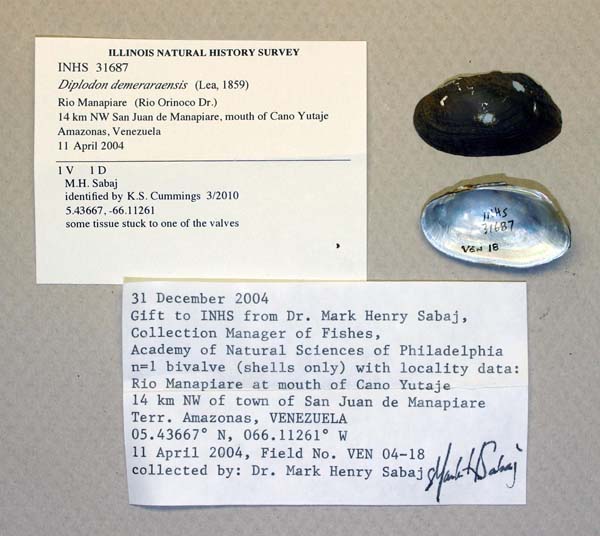 ILLINOIS NATURAL HISTORY SURVEY
INHS 31687
Diplodon demeraraensis (Lea, 1859)
Rio Manapiare (Rio Orinoco Dr.)
14 km NW San Juan de Manapiare, mouth of Cano Yutaje
Amazonas, Venezuela
11 April 2004
1 V 1 D
M.H. Sabaj
identified by K.S. Cummings 3/2010
5.43667, -66.11261
some tissue stuck to one of the valves
INHS
31687
VEN 18
31 December 2004
Gift to INHS from Dr. Mark Henry Sabaj,
Collection Manager of Fishes,
Academy of Natural Sciences of Philadelphia
n=1 bivalve (shells only) with locality data:
Rio Manapiare at mouth of Cano Yutaje
14 km NW of town of San Juan de Manapiare
Terr. Amazonas, VENEZUELA
05.43667° N, 066.11261° W
11 April 2004, Field No. VEN 04-18
collected by: Dr. Mark Henry Sabaj
Mark H Sabaj